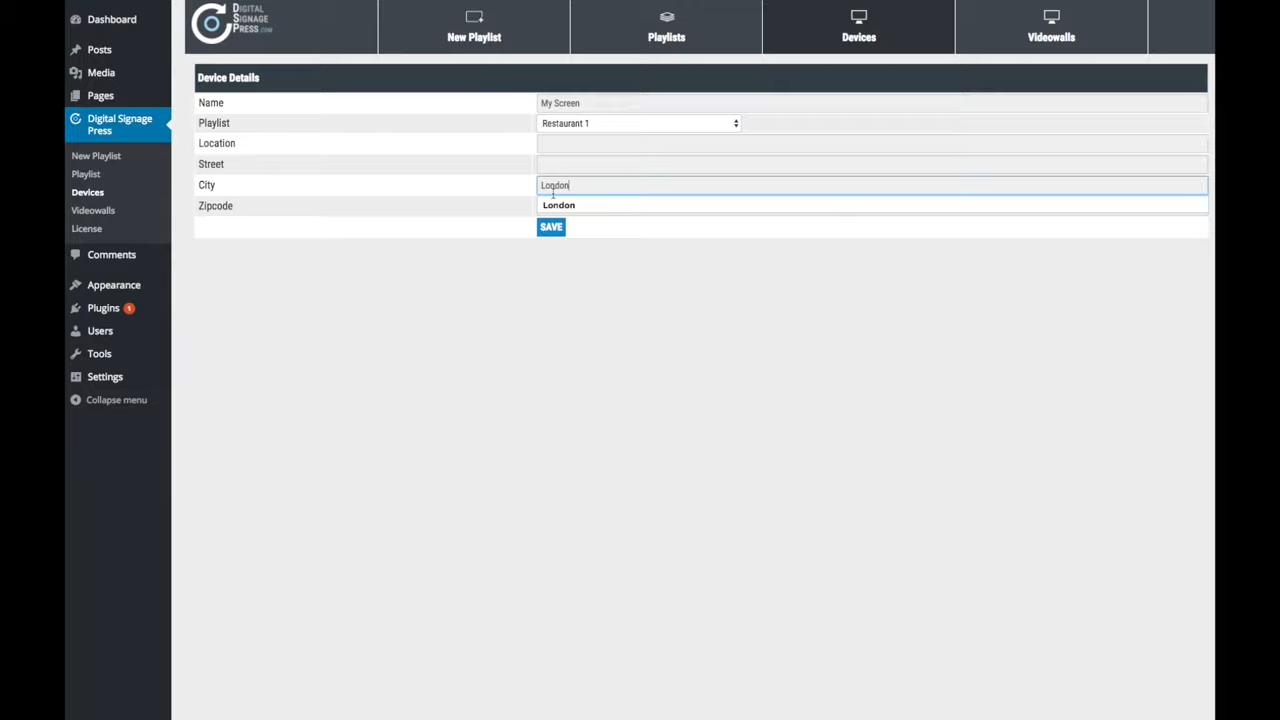 Dashboard
Posts
Media
Pages
Digital Signage
Press
New Playlist
Playlist
Devices
Videowalls
License
Comments
Appearance
Plugins 1
Users
Tools
Settings
Collapse menu
DIGITAL
SIGNAGE
PRESS.COM
New Playlist
Playlists
Devices
Videowalls
Device Details
Name My Screen
Playlist Restaurant 1
Location
Street
City London
Zipcode London
SAVE